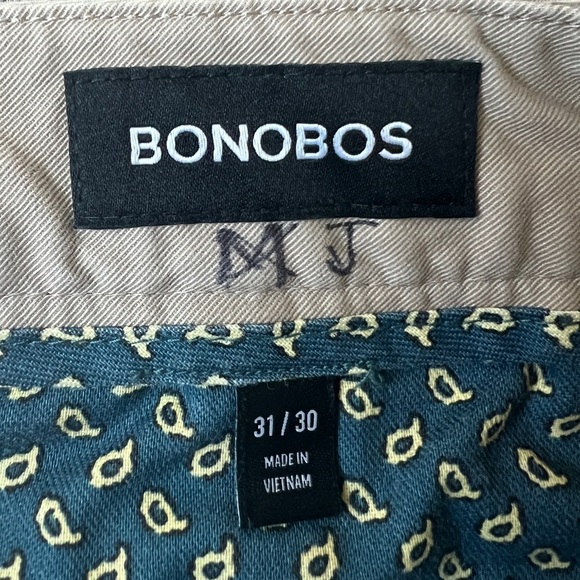 BONOBOS
MJ
31 / 30
MADE IN
VIETNAM